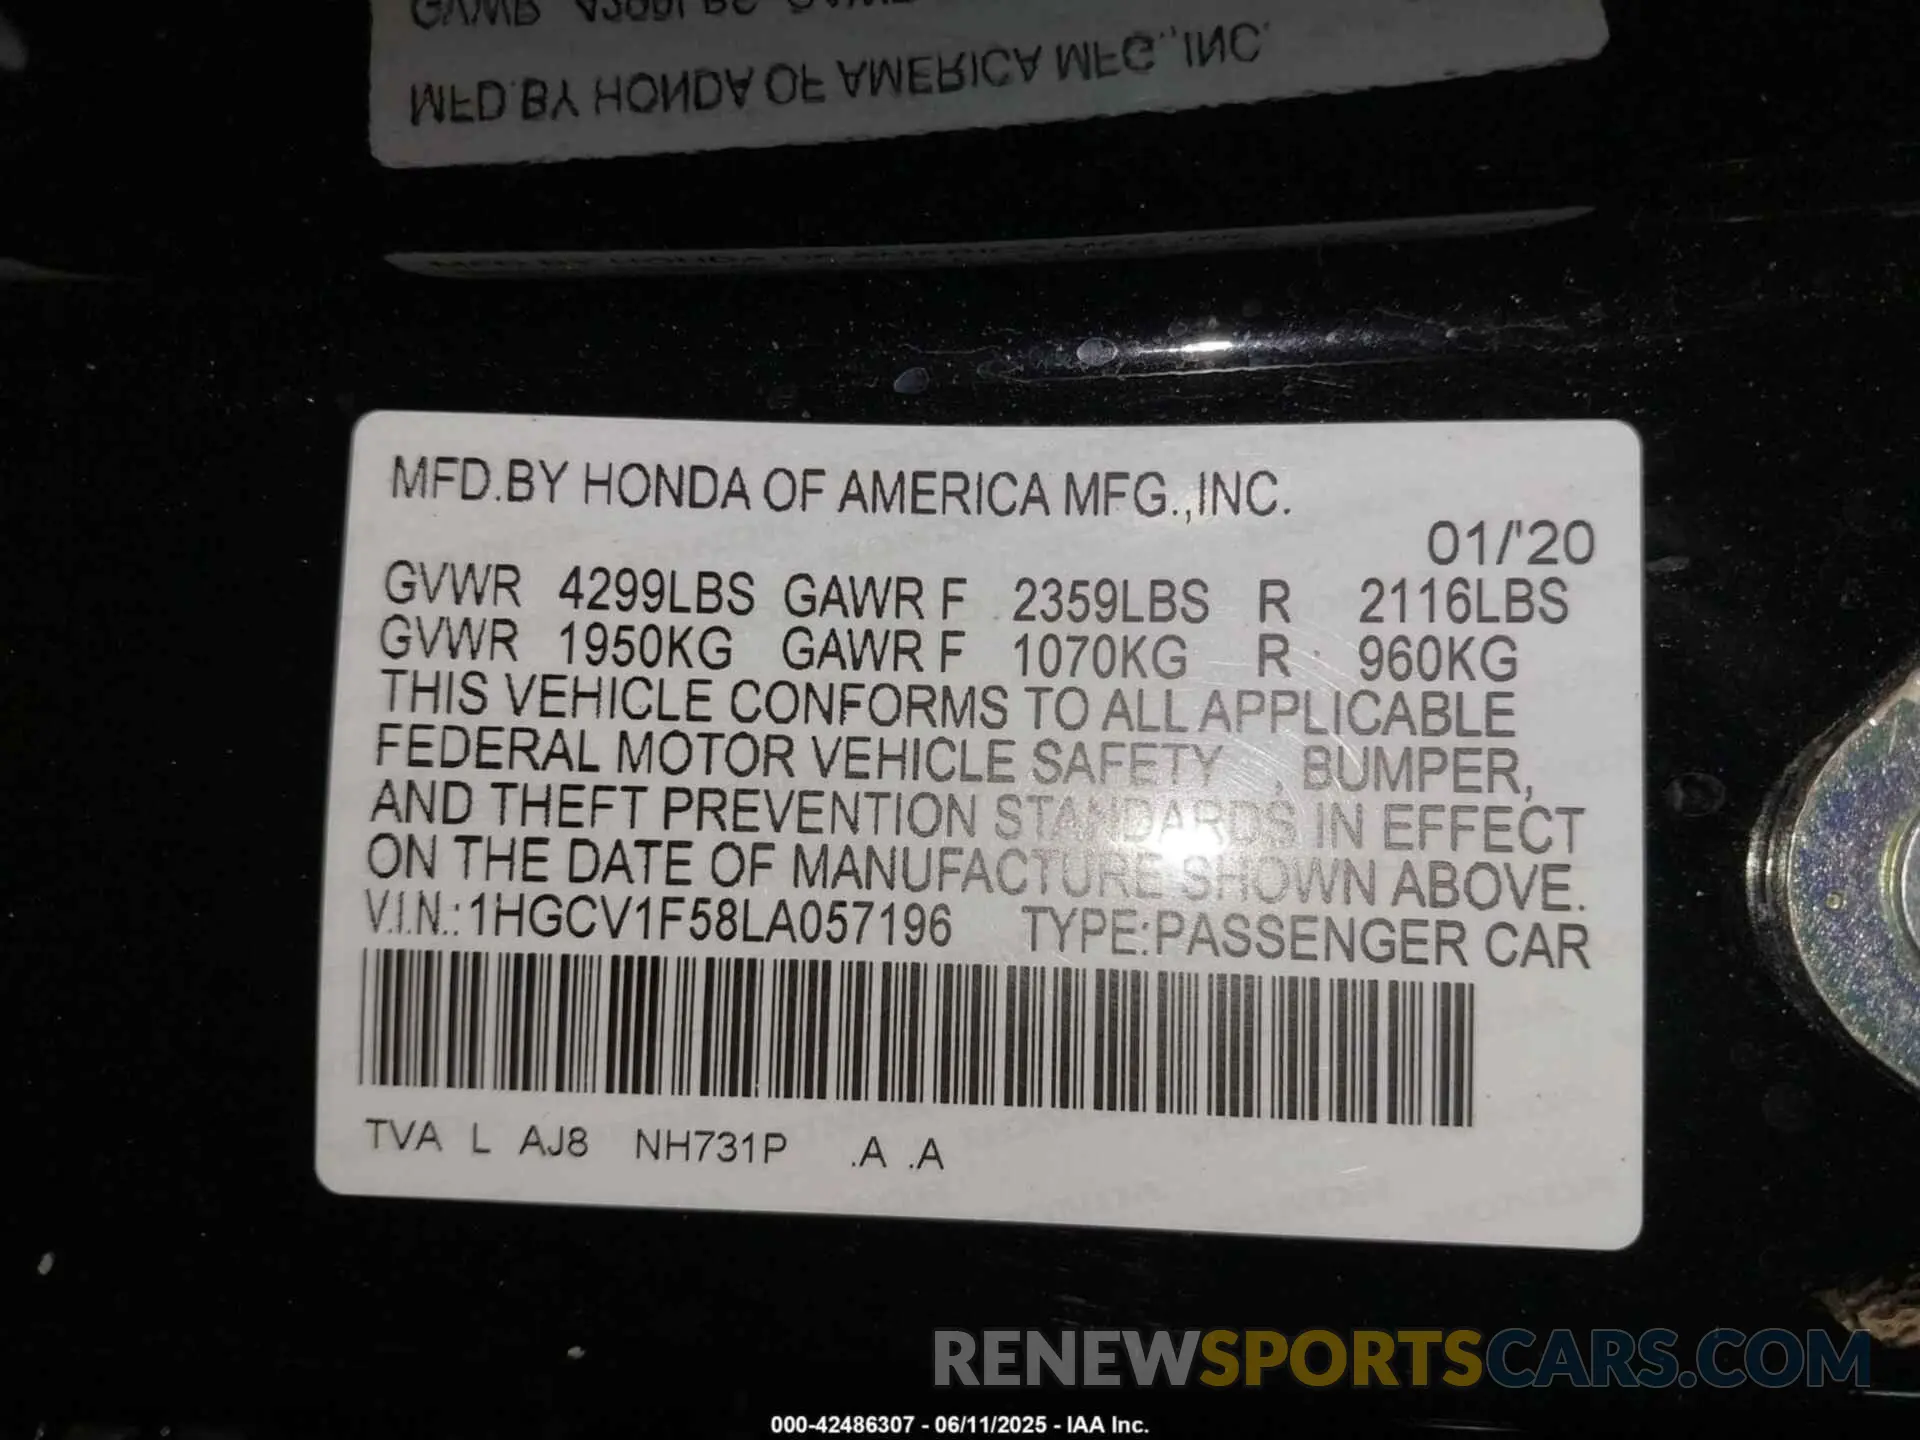 MFD.BY HONDA OF AMERICA MFG.,INC.
MFD.BY HONDA OF AMERICA MFG.,INC.
01/'20
GVWR 4299LBS GAWR F 2359LBS R 2116LBS
GVWR 1950KG GAWR F 1070KG R 960KG
THIS VEHICLE CONFORMS TO ALL APPLICABLE
FEDERAL MOTOR VEHICLE SAFETY , BUMPER,
AND THEFT PREVENTION STANDARDS IN EFFECT
ON THE DATE OF MANUFACTURE SHOWN ABOVE.
V.I.N.:1HGCV1F58LA057196 TYPE:PASSENGER CAR
TVA L AJ8 NH731P .A .A
RENEWSPORTSCARS.COM
000-42486307 - 06/11/2025 - IAA Inc.